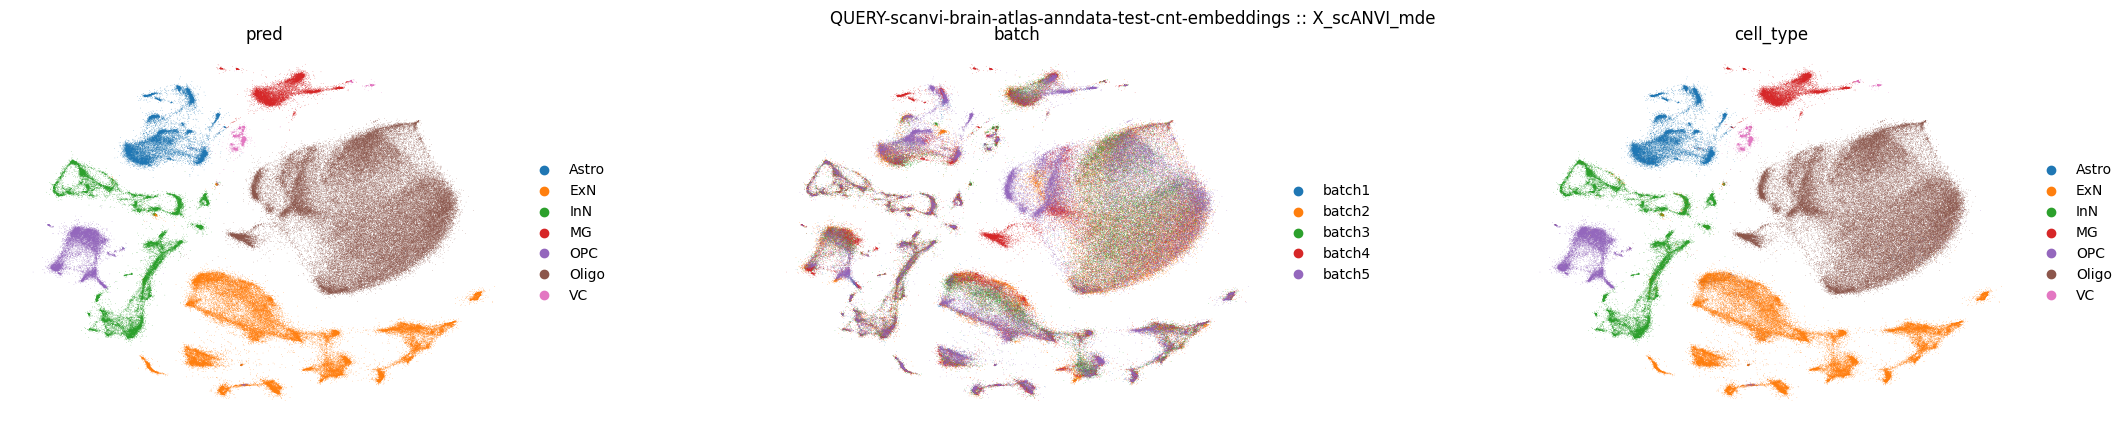 QUERY-scanvi-brain-atlas-anndata-test-cnt-embeddings :: X_scANVI_mde
pred
Astro
ExN
InN
MG
OPC
Oligo
VC
batch
batch1
batch2
batch3
batch4
batch5
cell_type
Astro
ExN
InN
MG
OPC
Oligo
VC